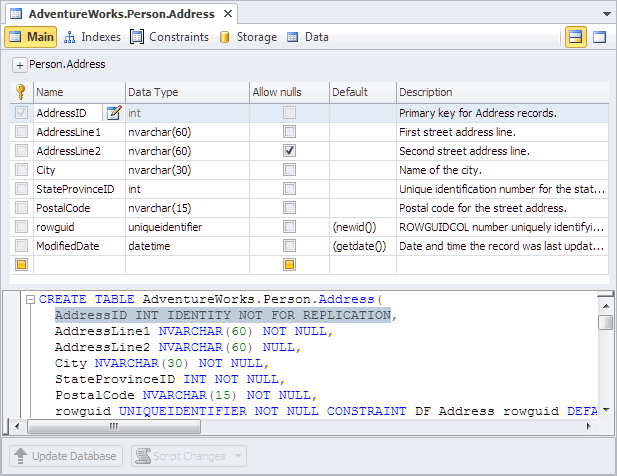 AdventureWorks.Person.Address
Main Indexes Constraints Storage Data
Person.Address
Name Data Type Allow nulls Default Description
AddressID int Primary key for Address records.
AddressLine1 nvarchar(60) First street address line.
AddressLine2 nvarchar(60) Second street address line.
City nvarchar(30) Name of the city.
StateProvinceID int Unique identification number for the stat...
PostalCode nvarchar(15) Postal code for the street address.
rowguid uniqueidentifier (newid()) ROWGUIDCOL number uniquely identifyi...
ModifiedDate datetime (getdate()) Date and time the record was last updat...
CREATE TABLE AdventureWorks.Person.Address(
AddressID INT IDENTITY NOT FOR REPLICATION,
AddressLine1 NVARCHAR(60) NOT NULL,
AddressLine2 NVARCHAR(60) NULL,
City NVARCHAR(30) NOT NULL,
StateProvinceID INT NOT NULL,
PostalCode NVARCHAR(15) NOT NULL,
rowguid UNIQUEIDENTIFIER NOT NULL CONSTRAINT DF_Address_rowguid DEFA
Update Database Script Changes